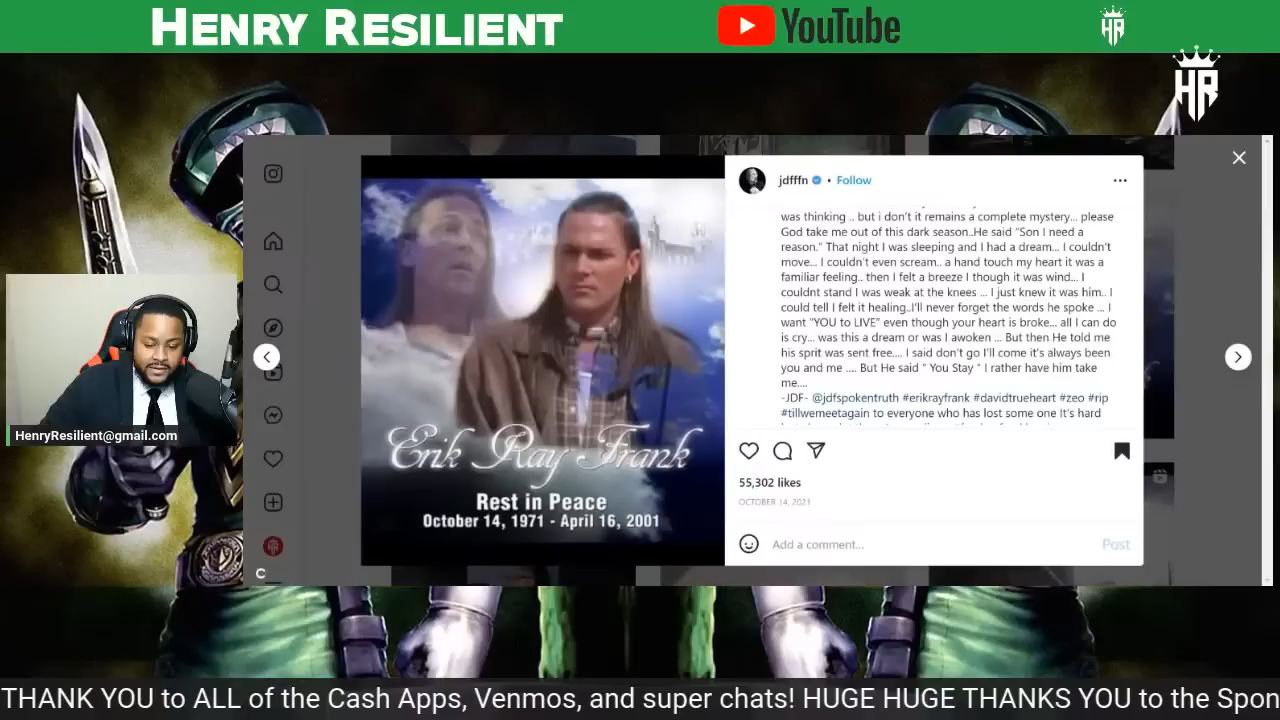 HENRY RESILIENT
YouTube
HR
HR
jdfffn • Follow
was thinking .. but i don't it remains a complete mystery... please
God take me out of this dark season..He said "Son I need a
reason." That night I was sleeping and I had a dream... I couldn't
move... I couldn't even scream.. a hand touch my heart it was a
familiar feeling.. then I felt a breeze I though it was wind... I
couldnt stand I was weak at the knees ... I just knew it was him.. I
could tell I felt it healing..I'll never forget the words he spoke ... I
want "YOU to LIVE" even though your heart is broke... all I can do
is cry... was this a dream or was I awoken ... But then He told me
his sprit was sent free.... I said don't go I'll come it's always been
you and me .... But He said " You Stay " I rather have him take
me....
-JDF- @jdfspokentruth #erikrayfrank #davidtrueheart #zeo #rip
#tillwemeetagain to everyone who has lost some one It's hard
55,302 likes
OCTOBER 14, 2021
Add a comment...
Post
Erik Ray Frank
Rest in Peace
October 14, 1971 - April 16, 2001
HenryResilient@gmail.com
HR
C
THANK YOU to ALL of the Cash Apps, Venmos, and super chats! HUGE HUGE THANKS YOU to the Spon